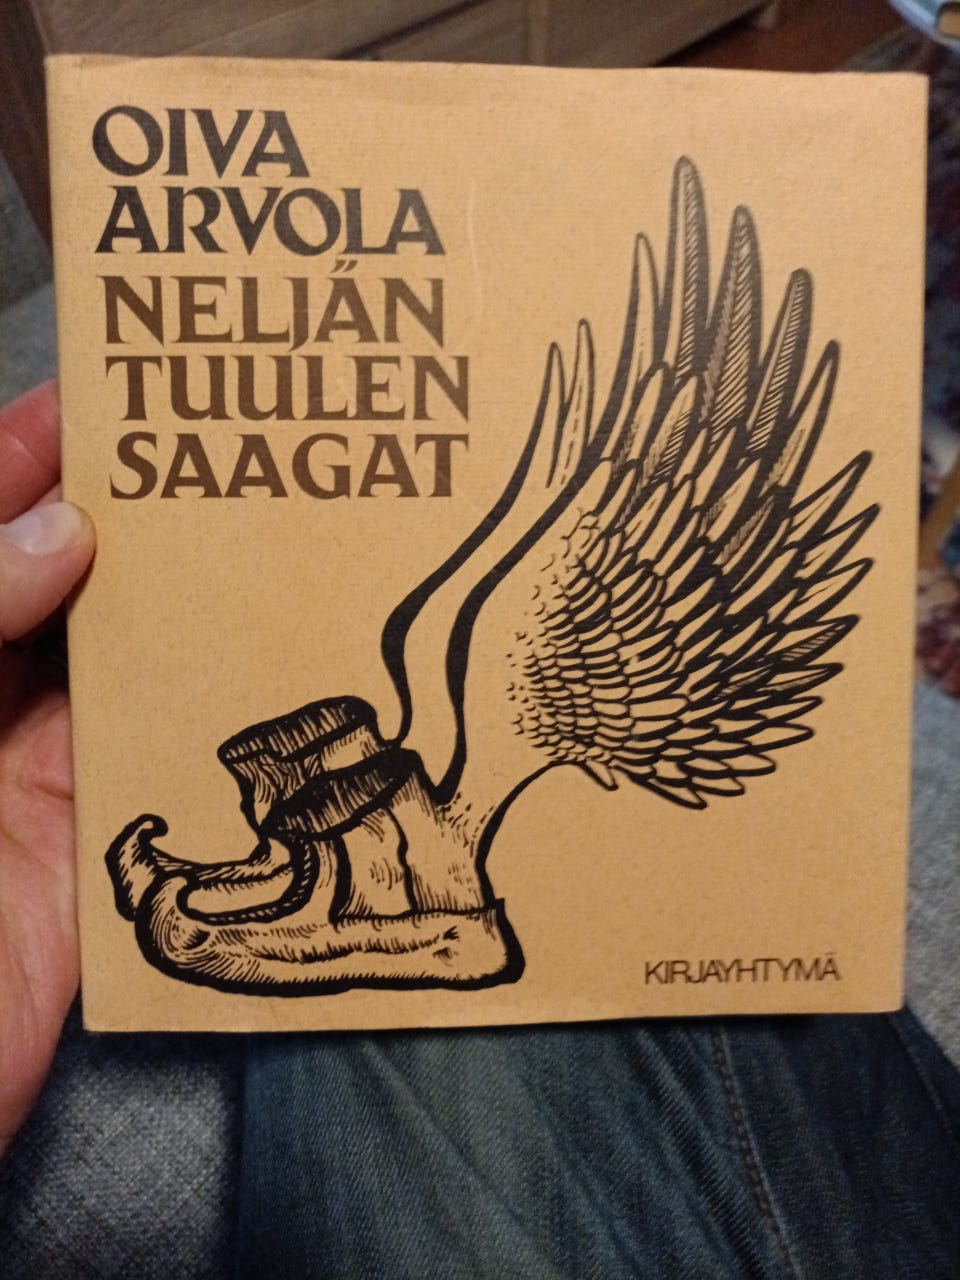 OIVA
ARVOLA
NELJÄN
TUULEN
SAAGAT
KIRJAYHTYMÄ